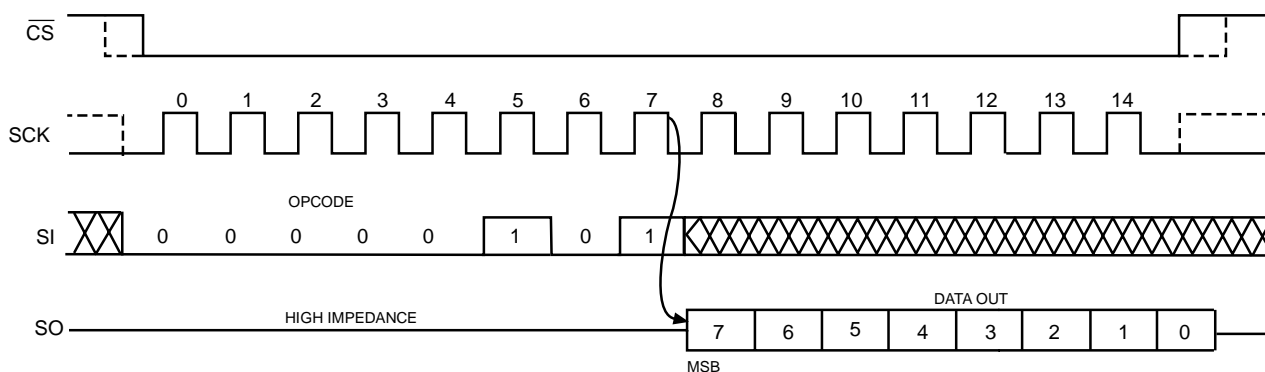 CS
0 1 2 3 4 5 6 7 8 9 10 11 12 13 14
SCK
OPCODE
SI 0 0 0 0 0 1 0 1
DATA OUT
HIGH IMPEDANCE
SO 7 6 5 4 3 2 1 0
MSB